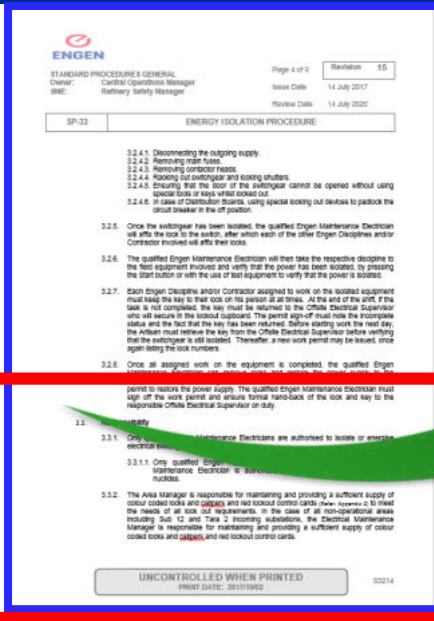 ENGEN
STANDARD PROCEDURES GENERAL
Owner: Central Operations Manager
SME: Refinery Safety Manager
Page 4 of 9
Revision 15
Issue Date 14 July 2017
Review Date 14 July 2020
SP-33 ENERGY ISOLATION PROCEDURE
3.2.4.1. Disconnecting the outgoing supply.
3.2.4.2. Removing main fuses.
3.2.4.3. Removing contactor heads.
3.2.4.4. Racking out switchgear and locking shutters.
3.2.4.5. Ensuring that the door of the switchgear cannot be opened without using
special tools or keys whilst locked out.
3.2.4.6. In case of Distribution Boards, using special locking out devices to padlock the
circuit breaker in the off position.
3.2.5. Once the switchgear has been isolated, the qualified Engen Maintenance Electrician
will affix the lock to the switch, after which each of the other Engen Disciplines and/or
Contractor involved will affix their locks.
3.2.6. The qualified Engen Maintenance Electrician will then take the respective discipline to
the field equipment involved and verify that the power has been isolated, by pressing
the Start button or with the use of test equipment to verify that the power is isolated.
3.2.7. Each Engen Discipline and/or Contractor assigned to work on the isolated equipment
must keep the key to their lock on his person at all times. At the end of the shift, if the
task is not completed, the key must be returned to the Offsite Electrical Supervisor
who will secure in the lockout cupboard. The permit sign-off must note the incomplete
status and the fact that the key has been returned. Before starting work the next day,
the Artisan must retrieve the key from the Offsite Electrical Supervisor before verifying
that the switchgear is still isolated. Thereafter, a new work permit may be issued, once
again listing the lock numbers.
3.2.8. Once all assigned work on the equipment is completed, the qualified Engen
permit to restore the power supply. The qualified Engen Maintenance Electrician must
sign off the work permit and ensure formal hand-back of the lock and key to the
responsible Offsite Electrical Supervisor on duty.
3.3.
3.3.1. Only Maintenance Electricians are authorised to isolate or energise
electrical
3.3.1.1. Only qualified
Maintenance Electrician is
nuclides.
3.3.2. The Area Manager is responsible for maintaining and providing a sufficient supply of
colour coded locks and calipers and red lockout control cards (Refer Appendix 2) to meet
the needs of all lock out requirements. In the case of all non-operational areas
including Sub 12 and Tara 2 incoming substations, the Electrical Maintenance
Manager is responsible for maintaining and providing a sufficient supply of colour
coded locks and calipers and red lockout control cards.
UNCONTROLLED WHEN PRINTED
PRINT DATE: 2017/10/02
S3214